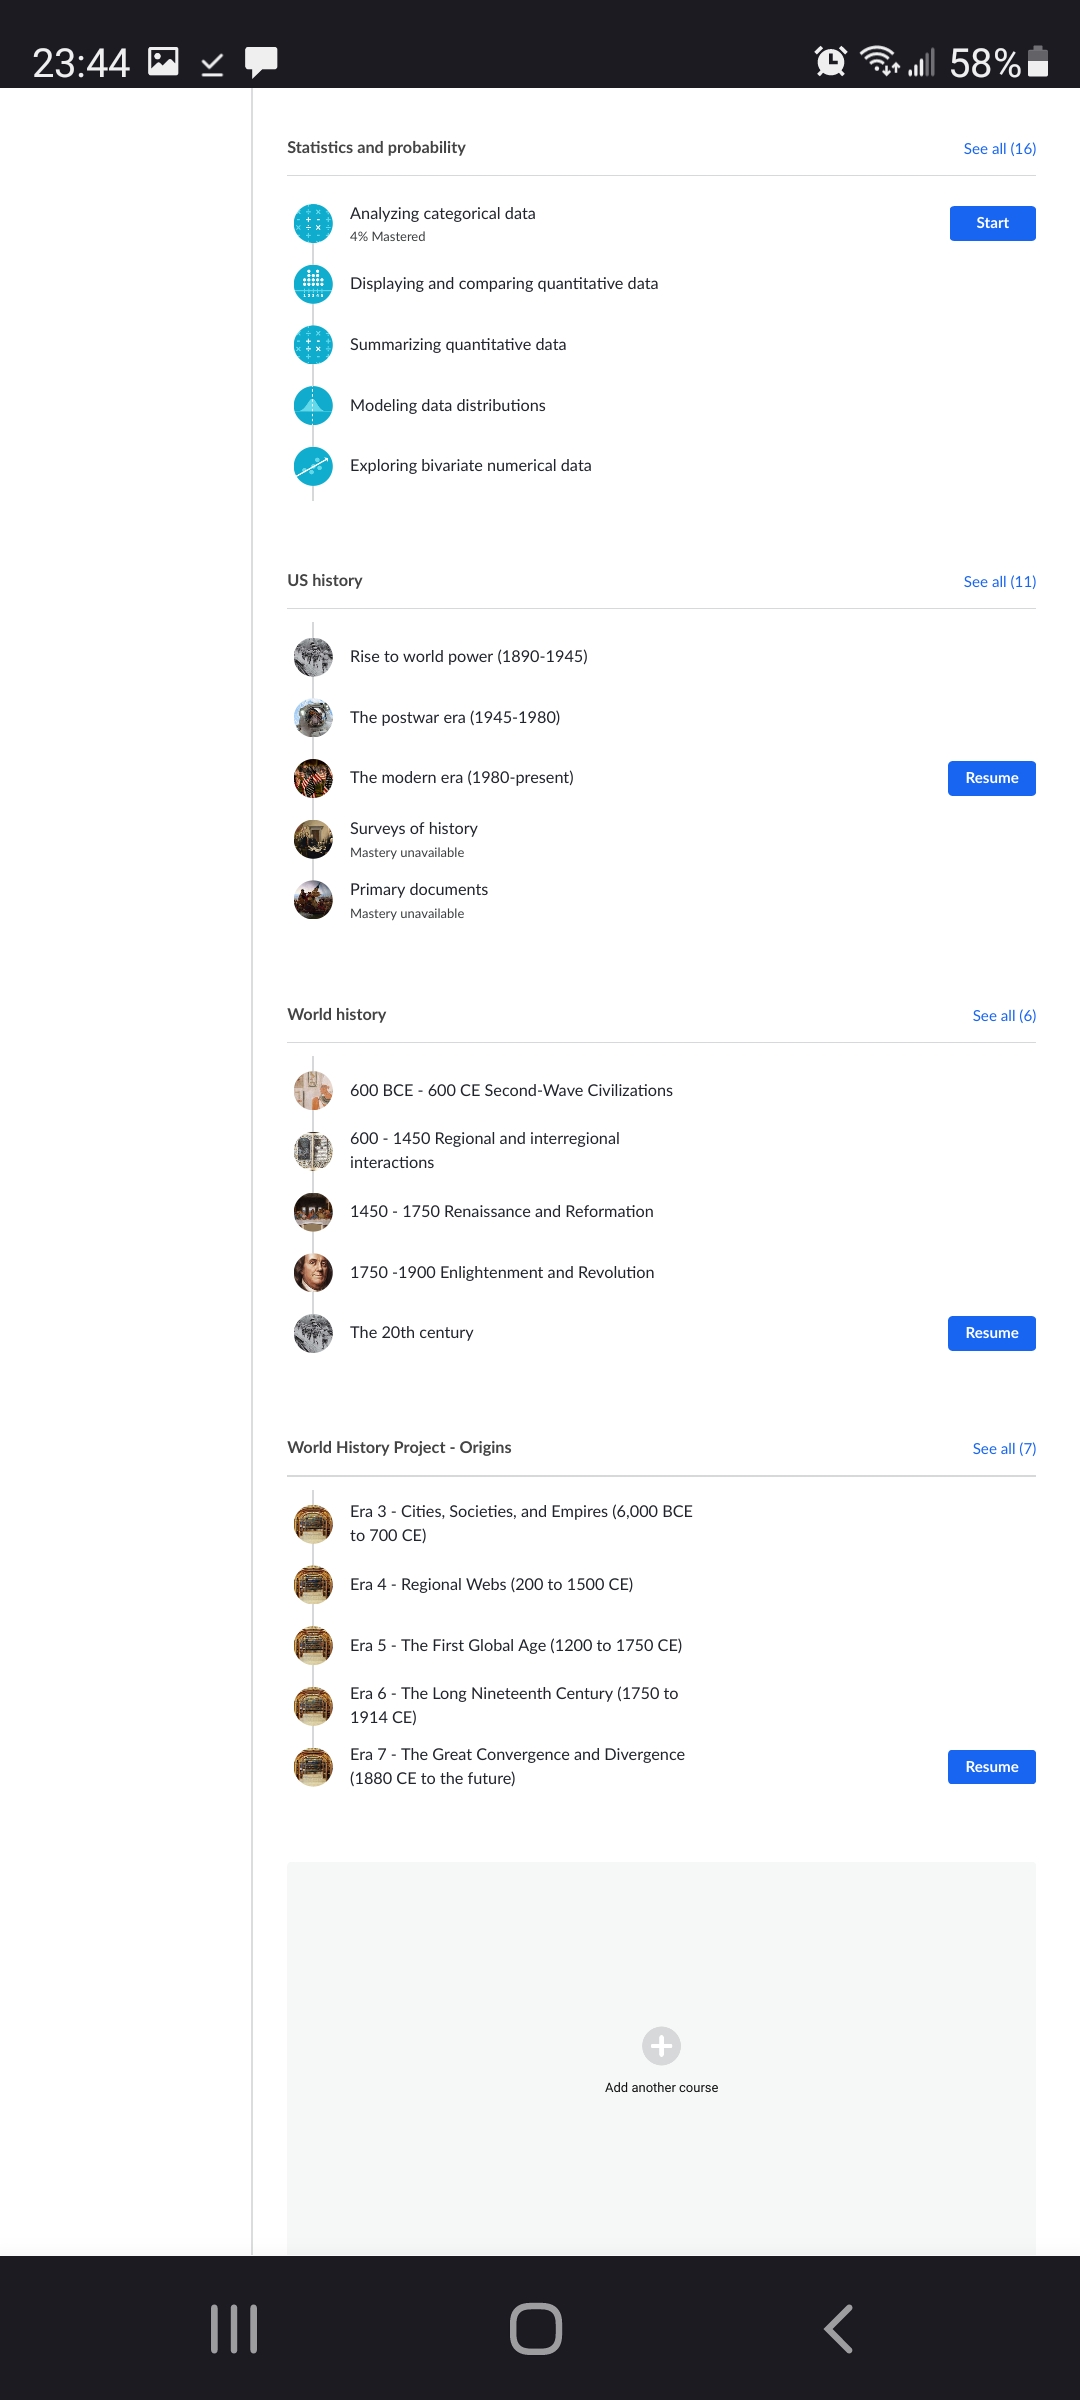 23:44
58%
Statistics and probability
See all (16)
Analyzing categorical data
4% Mastered
Start
Displaying and comparing quantitative data
Summarizing quantitative data
Modeling data distributions
Exploring bivariate numerical data
US history
See all (11)
Rise to world power (1890-1945)
The postwar era (1945-1980)
The modern era (1980-present)
Resume
Surveys of history
Mastery unavailable
Primary documents
Mastery unavailable
World history
See all (6)
600 BCE - 600 CE Second-Wave Civilizations
600 - 1450 Regional and interregional
interactions
1450 - 1750 Renaissance and Reformation
1750 -1900 Enlightenment and Revolution
The 20th century
Resume
World History Project - Origins
See all (7)
Era 3 - Cities, Societies, and Empires (6,000 BCE
to 700 CE)
Era 4 - Regional Webs (200 to 1500 CE)
Era 5 - The First Global Age (1200 to 1750 CE)
Era 6 - The Long Nineteenth Century (1750 to
1914 CE)
Era 7 - The Great Convergence and Divergence
(1880 CE to the future)
Resume
Add another course